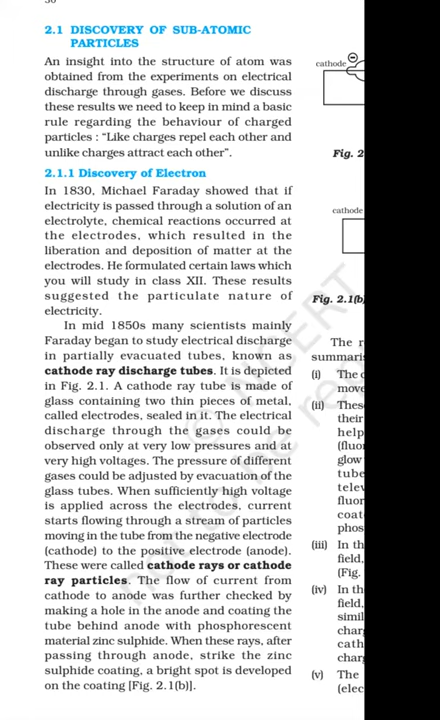 2.1 DISCOVERY OF SUB-ATOMIC
PARTICLES
An insight into the structure of atom was
obtained from the experiments on electrical
discharge through gases. Before we discuss
these results we need to keep in mind a basic
rule regarding the behaviour of charged
particles : “Like charges repel each other and
unlike charges attract each other”.
2.1.1 Discovery of Electron
In 1830, Michael Faraday showed that if
electricity is passed through a solution of an
electrolyte, chemical reactions occurred at
the electrodes, which resulted in the
liberation and deposition of matter at the
electrodes. He formulated certain laws which
you will study in class XII. These results
suggested the particulate nature of
electricity.
In mid 1850s many scientists mainly
Faraday began to study electrical discharge
in partially evacuated tubes, known as
cathode ray discharge tubes. It is depicted
in Fig. 2.1. A cathode ray tube is made of
glass containing two thin pieces of metal,
called electrodes, sealed in it. The electrical
discharge through the gases could be
observed only at very low pressures and at
very high voltages. The pressure of different
gases could be adjusted by evacuation of the
glass tubes. When sufficiently high voltage
is applied across the electrodes, current
starts flowing through a stream of particles
moving in the tube from the negative electrode
(cathode) to the positive electrode (anode).
These were called cathode rays or cathode
ray particles. The flow of current from
cathode to anode was further checked by
making a hole in the anode and coating the
tube behind anode with phosphorescent
material zinc sulphide. When these rays, after
passing through anode, strike the zinc
sulphide coating, a bright spot is developed
on the coating [Fig. 2.1(b)].
cathode
Fig. 2
cathode
Fig. 2.1(b)
The r
summaris
(i) The c
move
(ii) Thes
their
help
(fluor
glow
tube
telev
fluor
coat
phos
(iii) In th
field,
(Fig.
(iv) In th
field,
simil
charg
cath
charg
(v) The
(elec
© NCERT
not to be rep